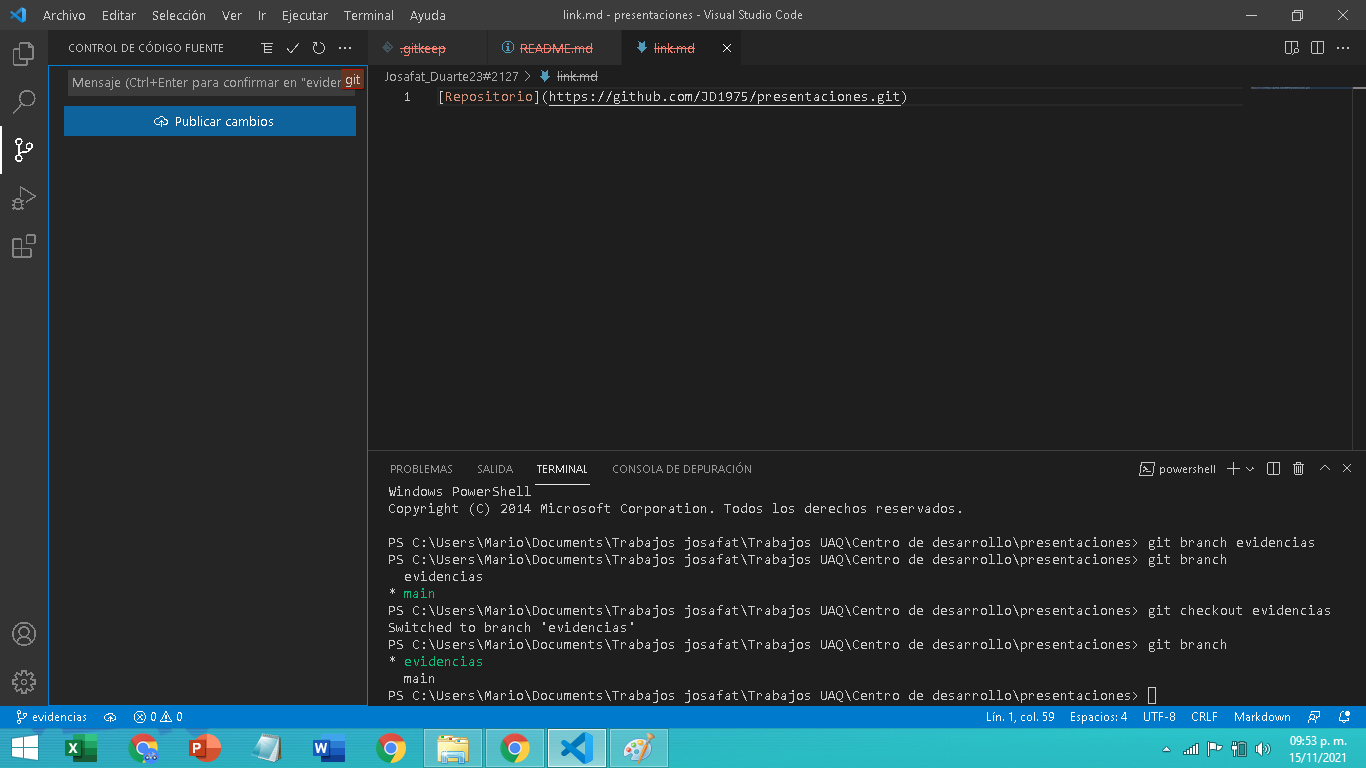 Archivo Editar Selección Ver Ir Ejecutar Terminal Ayuda link.md - presentaciones - Visual Studio Code
CONTROL DE CÓDIGO FUENTE
.gitkeep README.md link.md
Mensaje (Ctrl+Enter para confirmar en "evider
git
Publicar cambios
Josafat_Duarte23#2127 > link.md
1 [Repositorio](https://github.com/JD1975/presentaciones.git)
PROBLEMAS SALIDA TERMINAL CONSOLA DE DEPURACIÓN powershell
Windows PowerShell
Copyright (C) 2014 Microsoft Corporation. Todos los derechos reservados.
PS C:\Users\Mario\Documents\Trabajos josafat\Trabajos UAQ\Centro de desarrollo\presentaciones> git branch evidencias
PS C:\Users\Mario\Documents\Trabajos josafat\Trabajos UAQ\Centro de desarrollo\presentaciones> git branch
evidencias
* main
PS C:\Users\Mario\Documents\Trabajos josafat\Trabajos UAQ\Centro de desarrollo\presentaciones> git checkout evidencias
Switched to branch 'evidencias'
PS C:\Users\Mario\Documents\Trabajos josafat\Trabajos UAQ\Centro de desarrollo\presentaciones> git branch
* evidencias
main
PS C:\Users\Mario\Documents\Trabajos josafat\Trabajos UAQ\Centro de desarrollo\presentaciones>
evidencias 0 0 Lín. 1, col. 59 Espacios: 4 UTF-8 CRLF Markdown
09:53 p. m.
15/11/2021